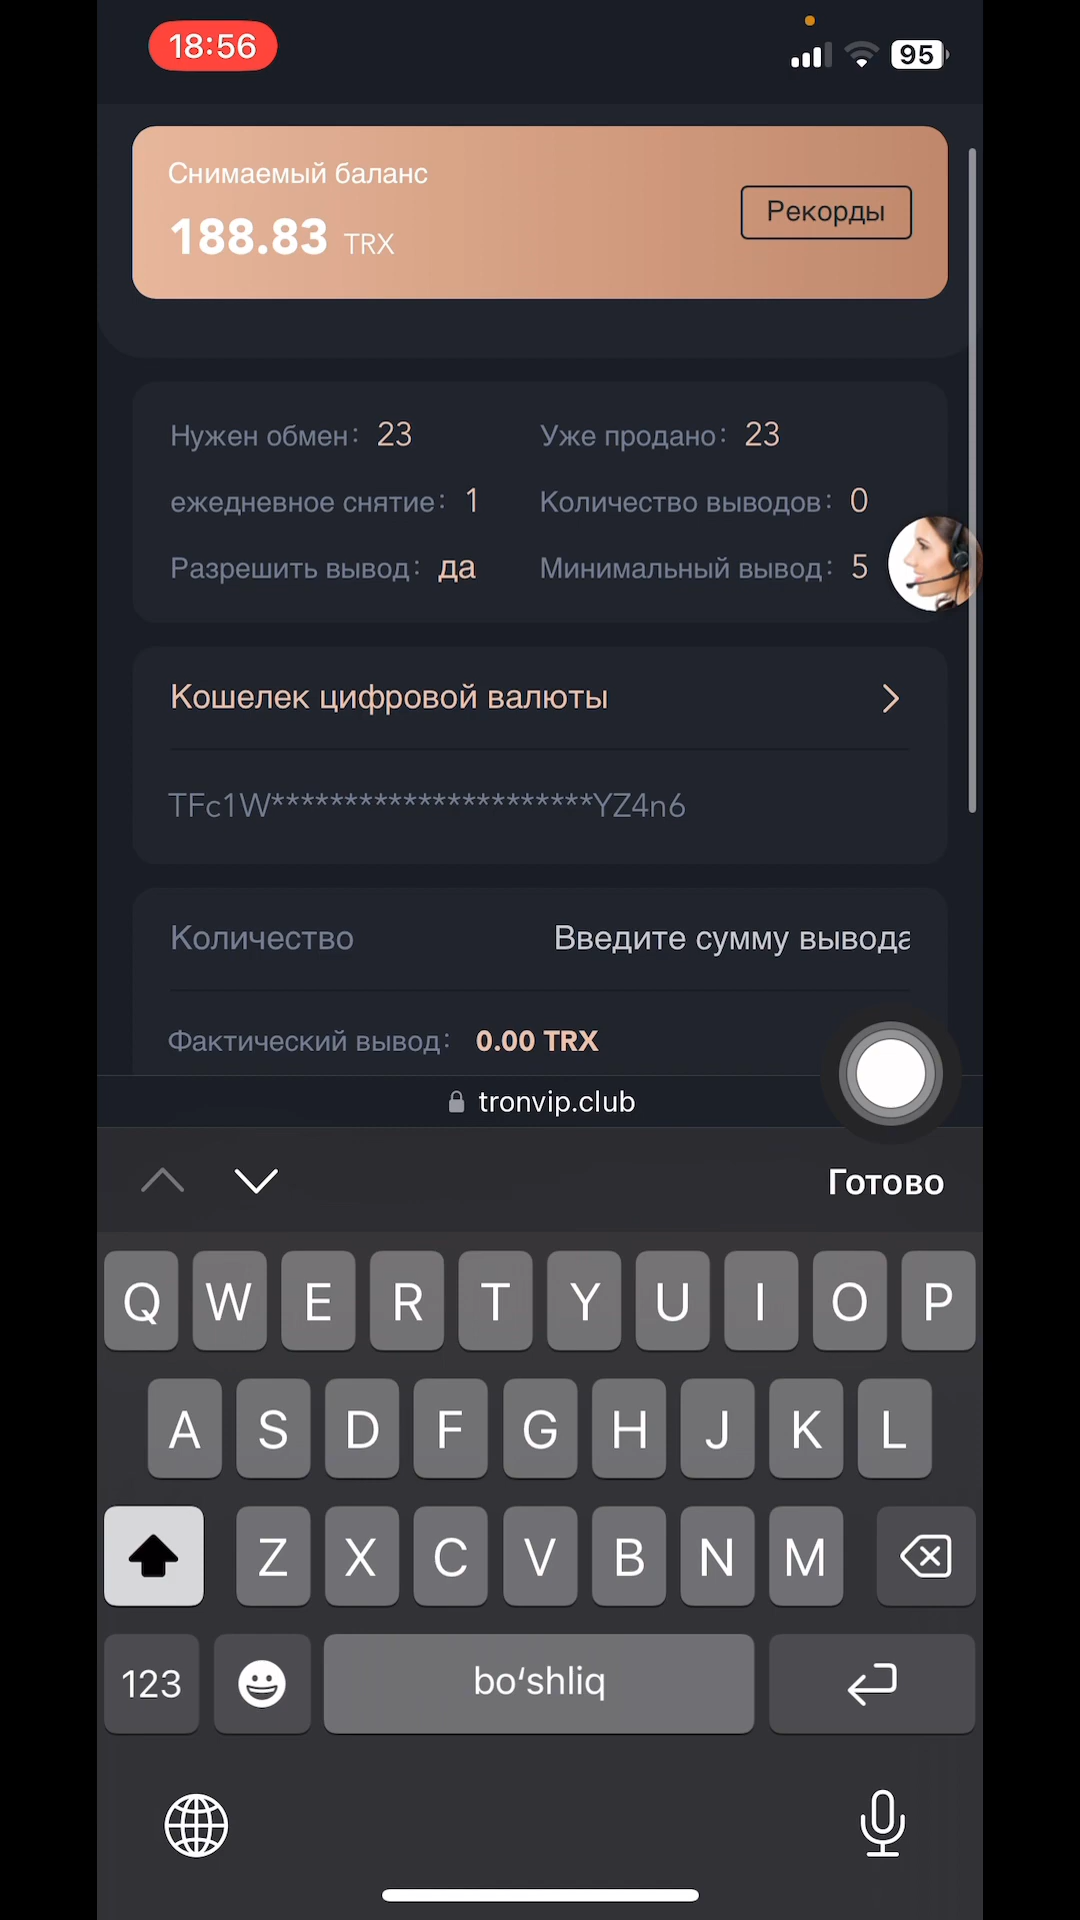 18:56
95
Снимаемый баланс
188.83 TRX
Рекорды
Нужен обмен: 23
Уже продано: 23
ежедневное снятие: 1
Количество выводов: 0
Разрешить вывод: да
Минимальный вывод: 5
Кошелек цифровой валюты
TFc1W**********************YZ4n6
Количество
Введите сумму вывода
Фактический вывод: 0.00 TRX
tronvip.club
Готово
Q W E R T Y U I O P
A S D F G H J K L
Z X C V B N M
123
boʻshliq